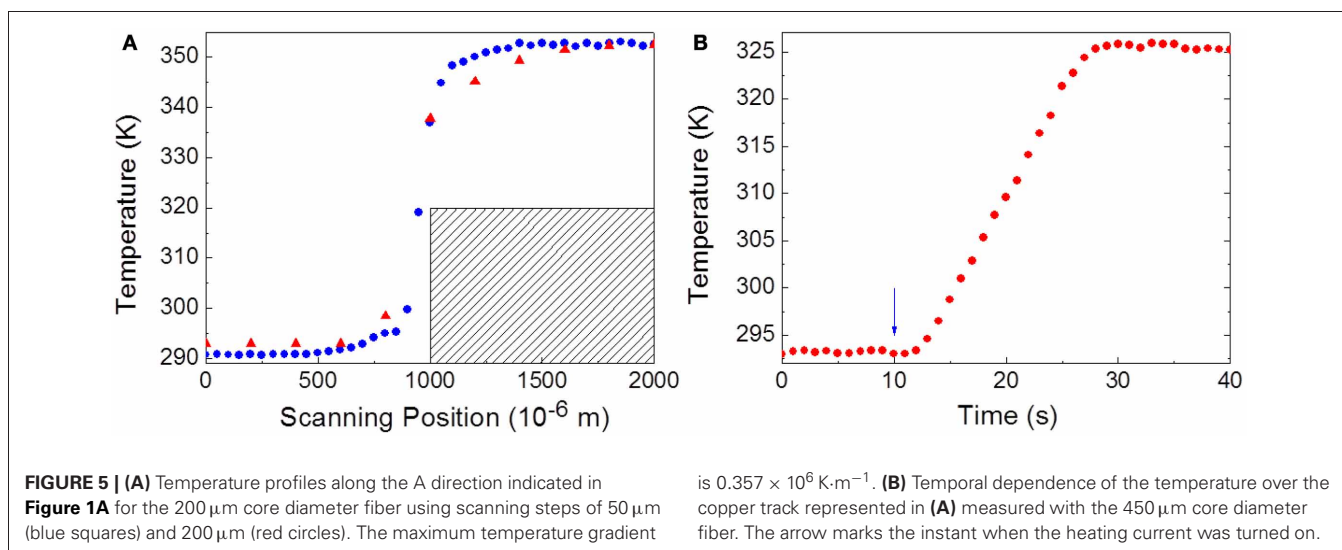 A
350
340
330
320
310
300
290
Temperature (K)
0 500 1000 1500 2000
Scanning Position (10⁻⁶ m)
B
325
320
315
310
305
300
295
Temperature (K)
0 10 20 30 40
Time (s)
FIGURE 5 | (A) Temperature profiles along the A direction indicated in
Figure 1A for the 200 μm core diameter fiber using scanning steps of 50 μm
(blue squares) and 200 μm (red circles). The maximum temperature gradient
is 0.357 × 10⁶ K·m⁻¹. (B) Temporal dependence of the temperature over the
copper track represented in (A) measured with the 450 μm core diameter
fiber. The arrow marks the instant when the heating current was turned on.